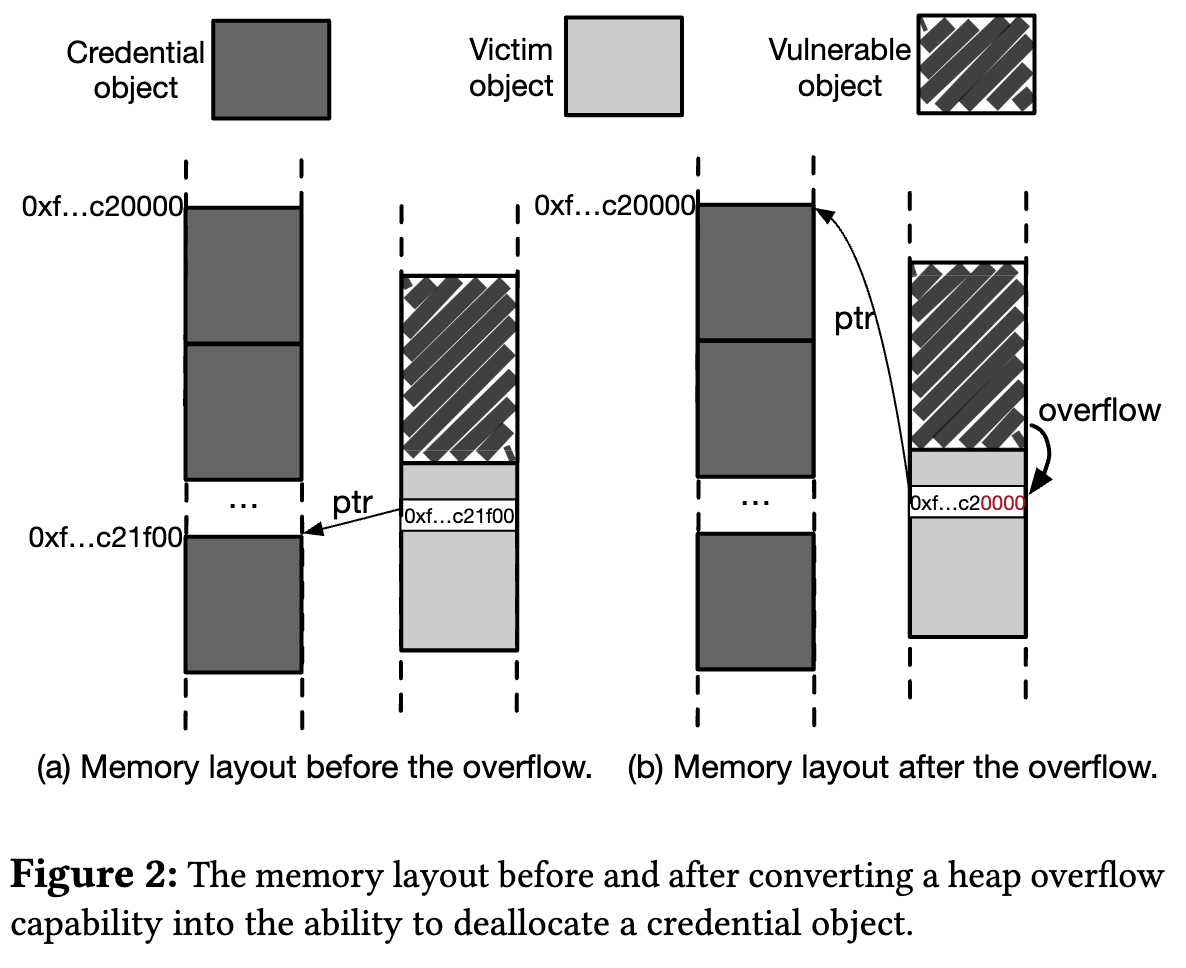 Credential
object
Victim
object
Vulnerable
object
0xf...c20000
ptr
0xf...c21f00
...
0xf...c21f00
0xf...c20000
ptr
overflow
...
0xf...c20000
(a) Memory layout before the overflow.
(b) Memory layout after the overflow.
Figure 2: The memory layout before and after converting a heap overflow
capability into the ability to deallocate a credential object.